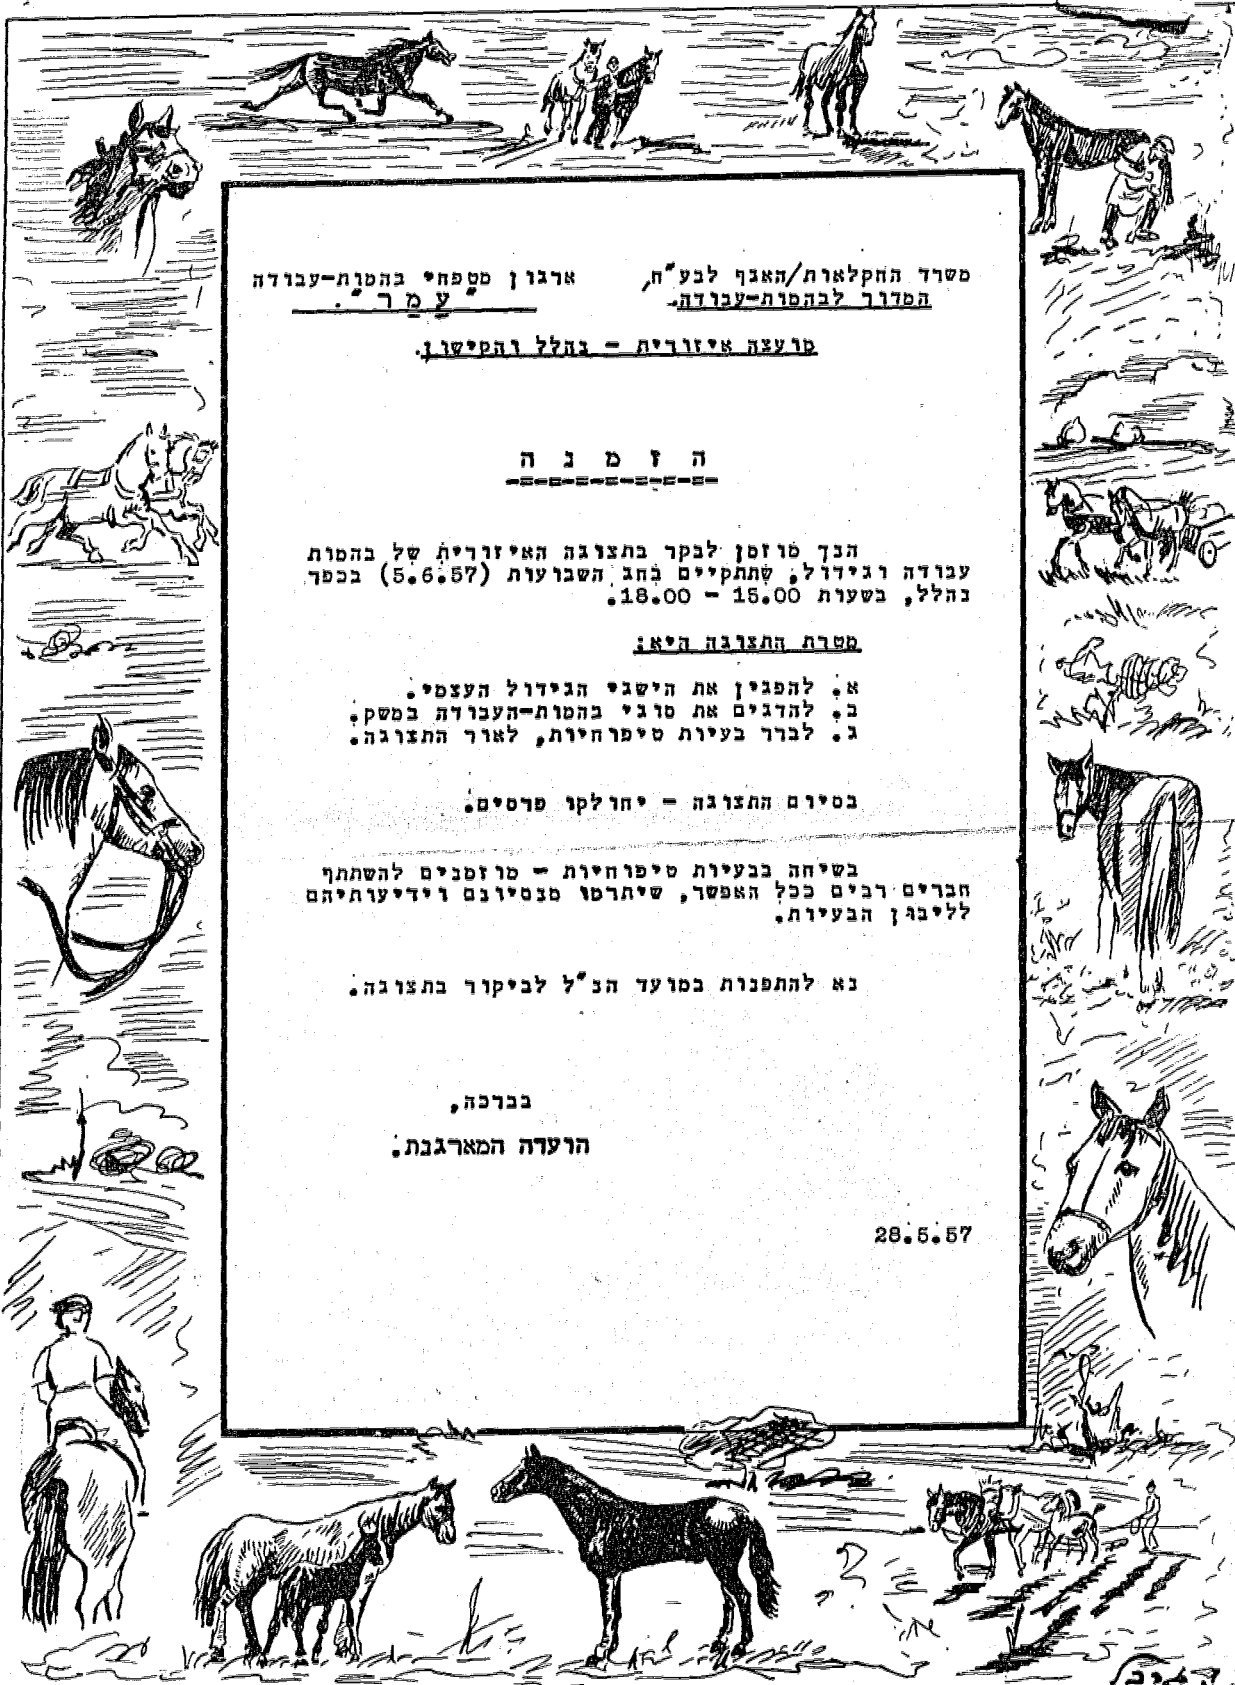 משרד החקלאות/האגף לבע"ח,
המדור לבהמות-עבודה.
ארגון מטפחי בהמות-עבודה
"ע מ ר".
מועצה איזורית - נהלל והקישון.
ה ז מ נ ה
הנך מוזמן לבקר בתצוגה האיזורית של בהמות
עבודה וגידול, שתתקיים בחג השבועות (5.6.57) בכפר
נהלל, בשעות 15.00 - 18.00.
מטרת התצוגה היא:
א. להפגין את הישגי הגידול העצמי.
ב. להדגים את סוגי בהמות-העבודה במשק.
ג. לברר בעיות טיפוחיות, לאור התצוגה.
בסיום התצוגה - יחולקו פרסים.
בשיחה בבעיות טיפוחיות - מוזמנים להשתתף
חברים רבים ככל האפשר, שיתרמו מנסיונם וידיעותיהם
לליבון הבעיות.
נא להתפנות במועד הנ"ל לביקור בתצוגה.
בברכה,
הועדה המארגנת.
28.5.57